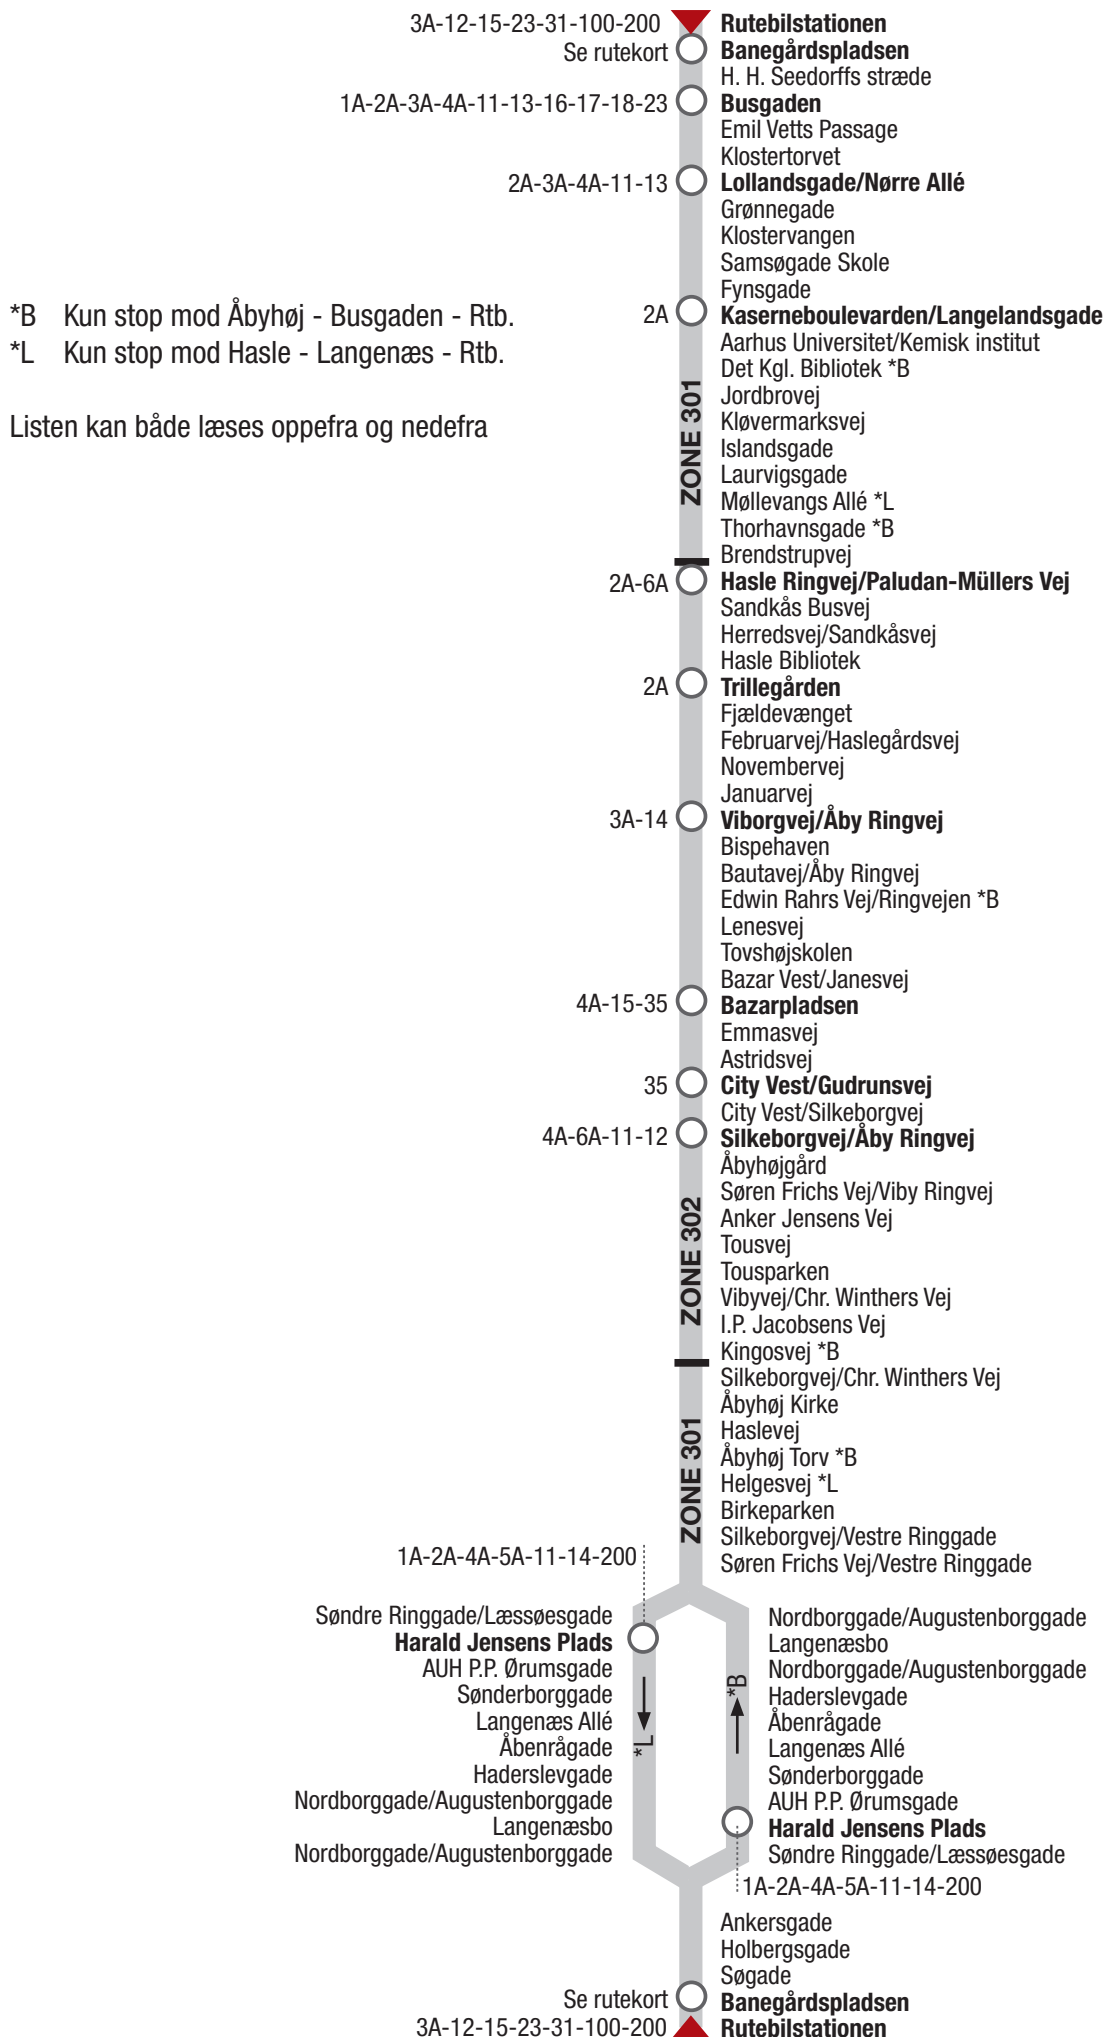 3A-12-15-23-31-100-200 Rutebilstationen
Se rutekort Banegårdspladsen
H. H. Seedorffs stræde
1A-2A-3A-4A-11-13-16-17-18-23 Busgaden
Emil Vetts Passage
Klostertorvet
2A-3A-4A-11-13 Lollandsgade/Nørre Allé
Grønnegade
Klostervangen
Samsøgade Skole
Fynsgade
*B Kun stop mod Åbyhøj - Busgaden - Rtb.
*L Kun stop mod Hasle - Langenæs - Rtb.
Listen kan både læses oppefra og nedefra
2A Kaserneboulevarden/Langelandsgade
Aarhus Universitet/Kemisk institut
Det Kgl. Bibliotek *B
Jordbrovej
Kløvermarksvej
Islandsgade
Laurvigsgade
Møllevangs Allé *L
Thorhavnsgade *B
Brendstrupvej
ZONE 301
2A-6A Hasle Ringvej/Paludan-Müllers Vej
Sandkås Busvej
Herredsvej/Sandkåsvej
Hasle Bibliotek
2A Trillegården
Fjældevænget
Februarvej/Haslegårdsvej
Novembervej
Januarvej
3A-14 Viborgvej/Åby Ringvej
Bispehaven
Bautavej/Åby Ringvej
Edwin Rahrs Vej/Ringvejen *B
Lenesvej
Tovshøjskolen
Bazar Vest/Janesvej
4A-15-35 Bazarpladsen
Emmasvej
Astridsvej
35 City Vest/Gudrunsvej
City Vest/Silkeborgvej
4A-6A-11-12 Silkeborgvej/Åby Ringvej
Åbyhøjgård
Søren Frichs Vej/Viby Ringvej
Anker Jensens Vej
Tousvej
Tousparken
Vibyvej/Chr. Winthers Vej
I.P. Jacobsens Vej
Kingosvej *B
ZONE 302
Silkeborgvej/Chr. Winthers Vej
Åbyhøj Kirke
Haslevej
Åbyhøj Torv *B
Helgesvej *L
Birkeparken
Silkeborgvej/Vestre Ringgade
Søren Frichs Vej/Vestre Ringgade
ZONE 301
1A-2A-4A-5A-11-14-200
Søndre Ringgade/Læssøesgade
Harald Jensens Plads
AUH P.P. Ørumsgade
Sønderborggade
Langenæs Allé
Åbenrågade
Haderslevgade
Nordborggade/Augustenborggade
Langenæsbo
Nordborggade/Augustenborggade
*L
*B
Nordborggade/Augustenborggade
Langenæsbo
Nordborggade/Augustenborggade
Haderslevgade
Åbenrågade
Langenæs Allé
Sønderborggade
AUH P.P. Ørumsgade
Harald Jensens Plads
Søndre Ringgade/Læssøesgade
1A-2A-4A-5A-11-14-200
Ankersgade
Holbergsgade
Søgade
Se rutekort Banegårdspladsen
3A-12-15-23-31-100-200 Rutebilstationen